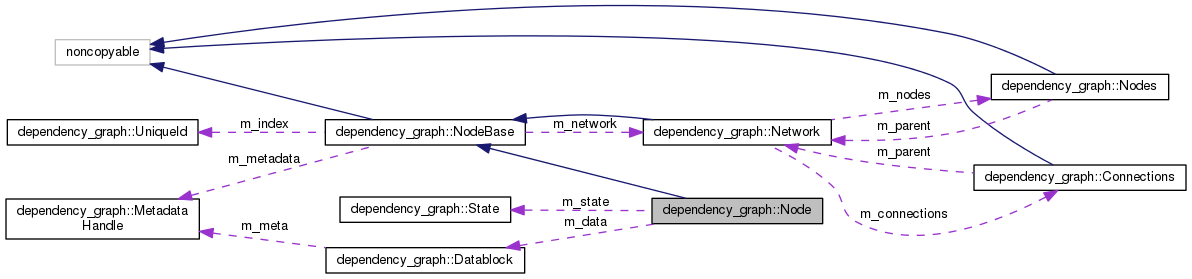 noncopyable
dependency_graph::Nodes
m_nodes
m_parent
dependency_graph::UniqueId
m_index
dependency_graph::NodeBase
m_network
dependency_graph::Network
m_parent
m_metadata
dependency_graph::Connections
dependency_graph::Metadata
Handle
dependency_graph::State
m_state
dependency_graph::Node
m_connections
m_data
m_meta
dependency_graph::Datablock